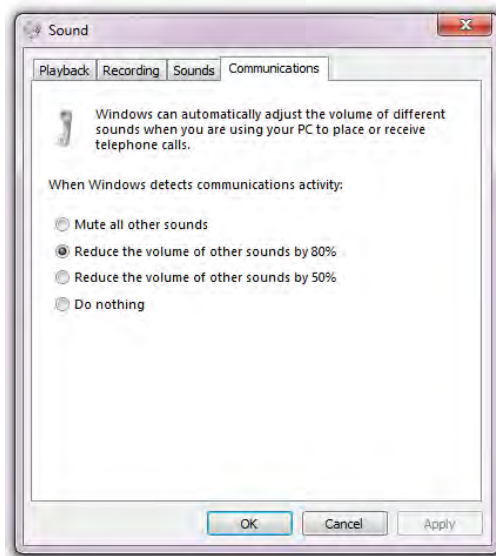 Sound
Playback Recording Sounds Communications
Windows can automatically adjust the volume of different
sounds when you are using your PC to place or receive
telephone calls.
When Windows detects communications activity:
Mute all other sounds
Reduce the volume of other sounds by 80%
Reduce the volume of other sounds by 50%
Do nothing
OK Cancel Apply